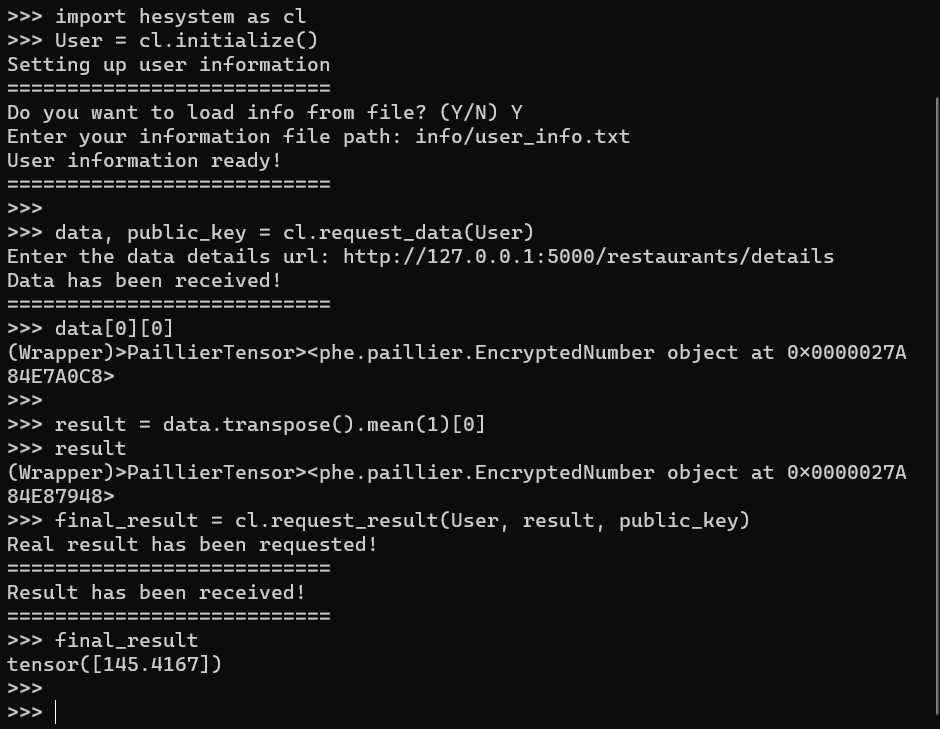 >>> import hesystem as cl
>>> User = cl.initialize()
Setting up user information
===========================
Do you want to load info from file? (Y/N) Y
Enter your information file path: info/user_info.txt
User information ready!
===========================
>>>
>>> data, public_key = cl.request_data(User)
Enter the data details url: http://127.0.0.1:5000/restaurants/details
Data has been received!
===========================
>>> data[0][0]
(Wrapper)>PaillierTensor><phe.paillier.EncryptedNumber object at 0x0000027A
84E7A0C8>
>>>
>>> result = data.transpose().mean(1)[0]
>>> result
(Wrapper)>PaillierTensor><phe.paillier.EncryptedNumber object at 0x0000027A
84E87948>
>>> final_result = cl.request_result(User, result, public_key)
Real result has been requested!
===========================
Result has been received!
===========================
>>> final_result
tensor([145.4167])
>>>
>>>